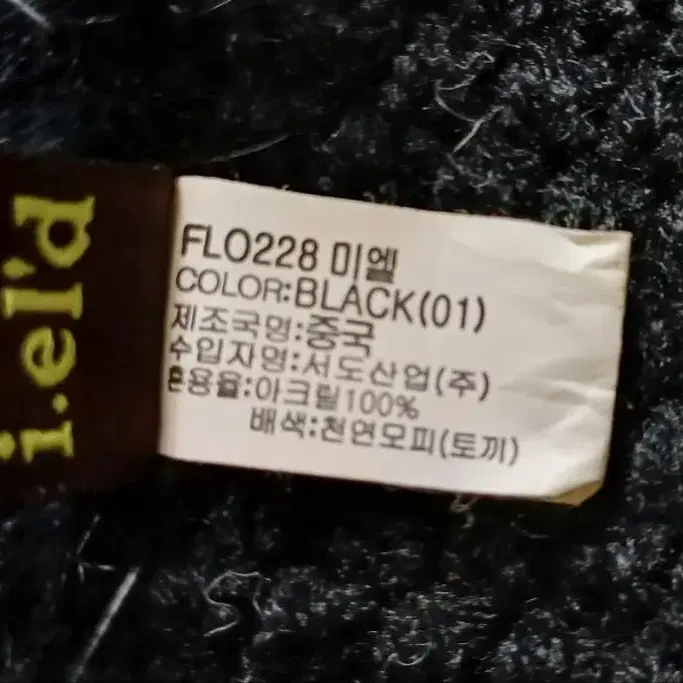 i.el'd
FLO228 미엘
COLOR:BLACK(01)
제조국명:중국
수입자명:서도산업(주)
혼용율:아크릴100%
배색:천연모피(토끼)